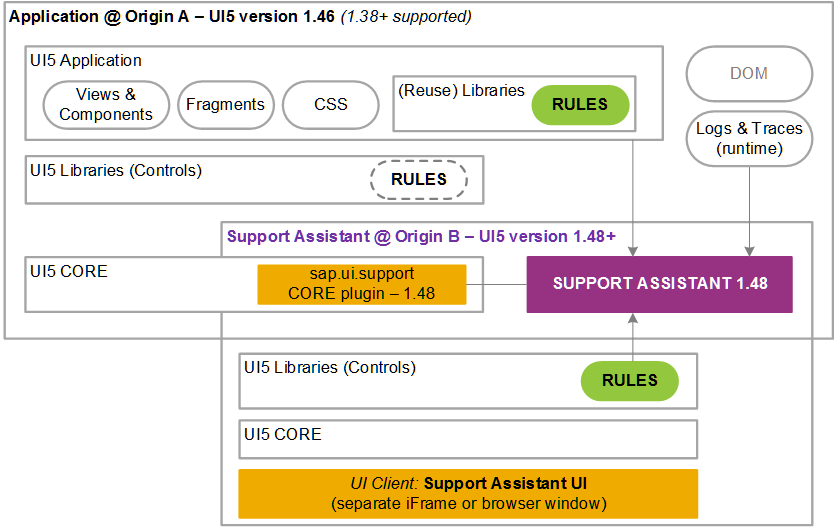 Application @ Origin A – UI5 version 1.46 (1.38+ supported)
UI5 Application
Views &
Components
Fragments
CSS
(Reuse) Libraries
RULES
DOM
Logs & Traces
(runtime)
UI5 Libraries (Controls)
RULES
Support Assistant @ Origin B – UI5 version 1.48+
UI5 CORE
sap.ui.support
CORE plugin – 1.48
SUPPORT ASSISTANT 1.48
UI5 Libraries (Controls)
RULES
UI5 CORE
UI Client: Support Assistant UI
(separate iFrame or browser window)